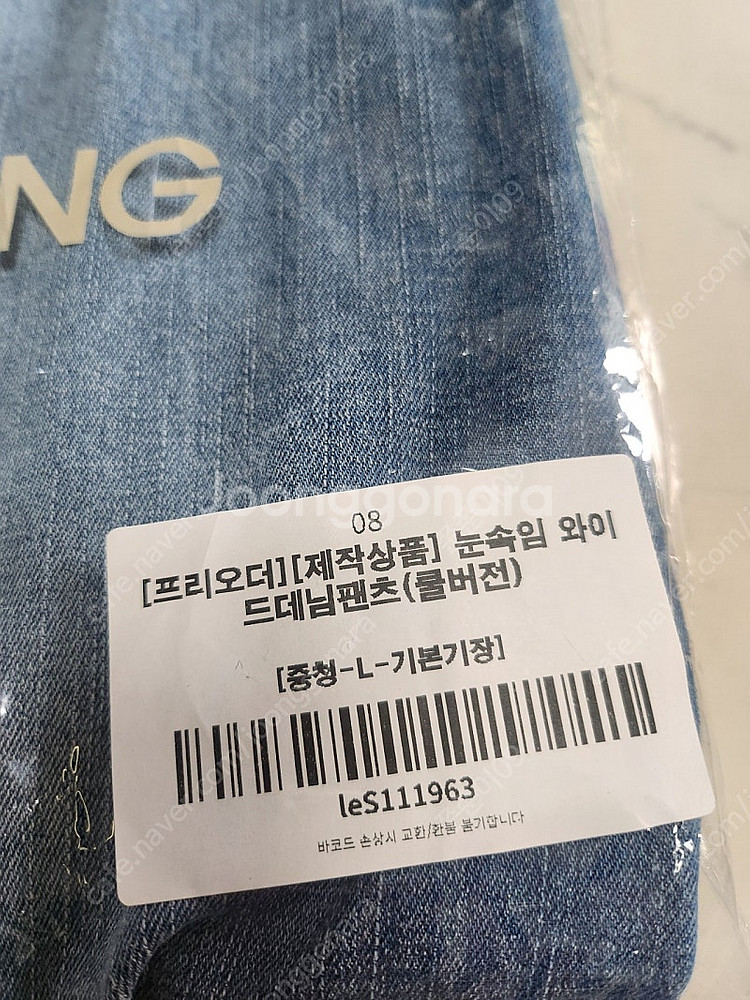 NG
Joonggonara
08
[프리오더][제작상품] 눈속임 와이
드데님팬츠(쿨버전)
[중청-L-기본기장]
leS111963
바코드 손상시 교환/환불 불가합니다